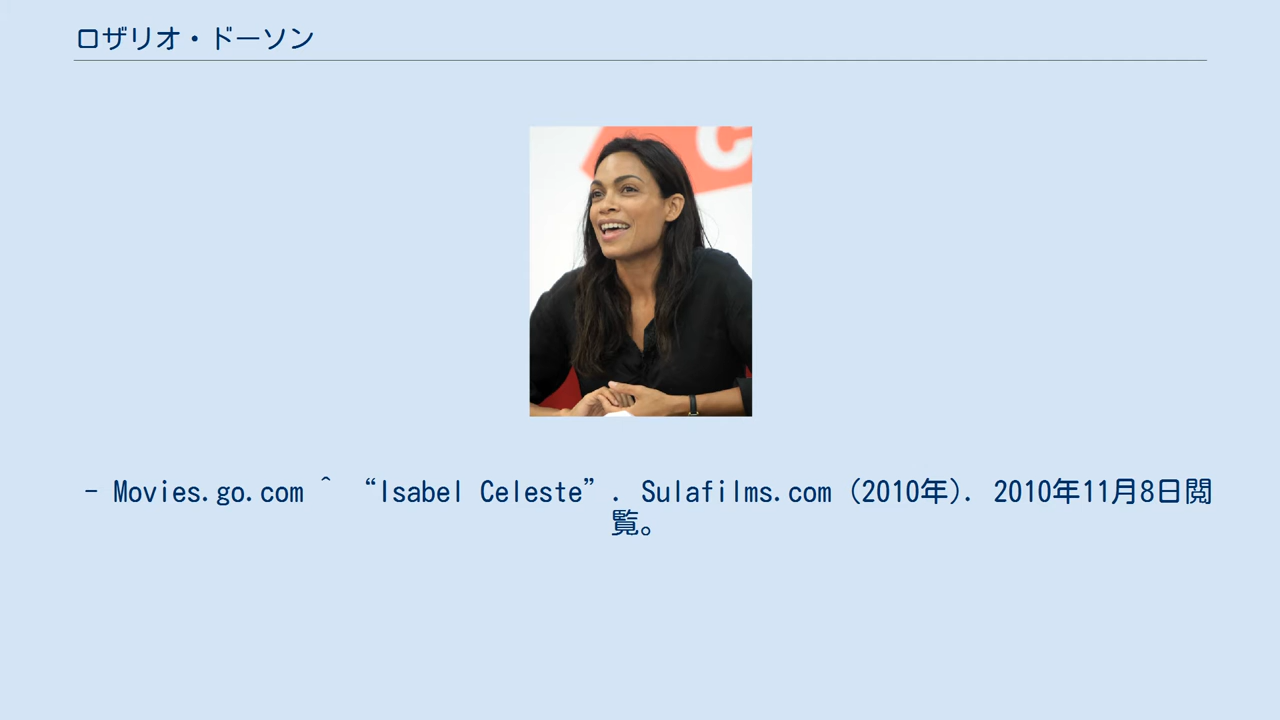 ロザリオ・ドーソン
- Movies.go.com ^ “Isabel Celeste”. Sulafilms.com (2010年). 2010年11月8日閲
覧。